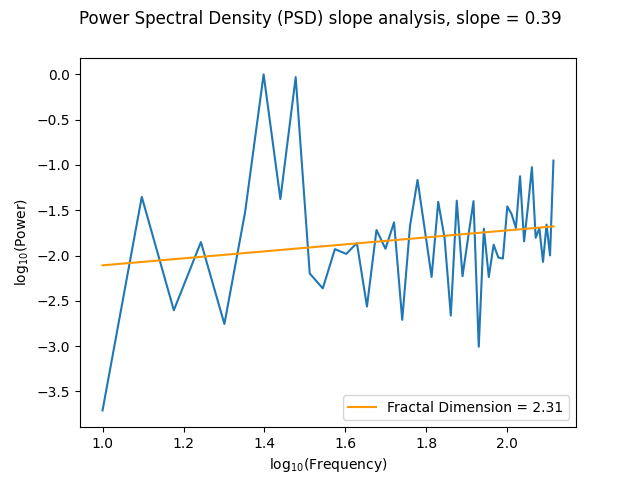 Power Spectral Density (PSD) slope analysis, slope = 0.39
0.0
−0.5
−1.0
−1.5
−2.0
−2.5
−3.0
−3.5
log₁₀(Power)
Fractal Dimension = 2.31
1.0 1.2 1.4 1.6 1.8 2.0
log₁₀(Frequency)